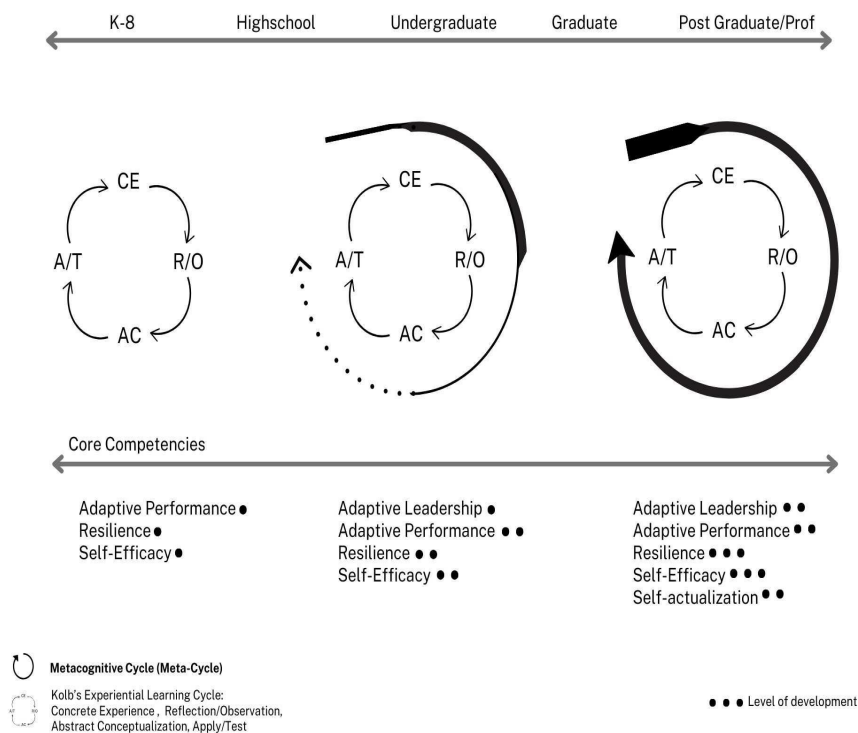 K-8 Highschool Undergraduate Graduate Post Graduate/Prof
CE
R/O
AC
A/T
CE
R/O
AC
A/T
CE
R/O
AC
A/T
Core Competencies
Adaptive Performance
Resilience
Self-Efficacy
Adaptive Leadership
Adaptive Performance
Resilience
Self-Efficacy
Adaptive Leadership
Adaptive Performance
Resilience
Self-Efficacy
Self-actualization
Metacognitive Cycle (Meta-Cycle)
CE
R/O
AC
A/T
Kolb's Experiential Learning Cycle:
Concrete Experience , Reflection/Observation,
Abstract Conceptualization, Apply/Test
Level of development